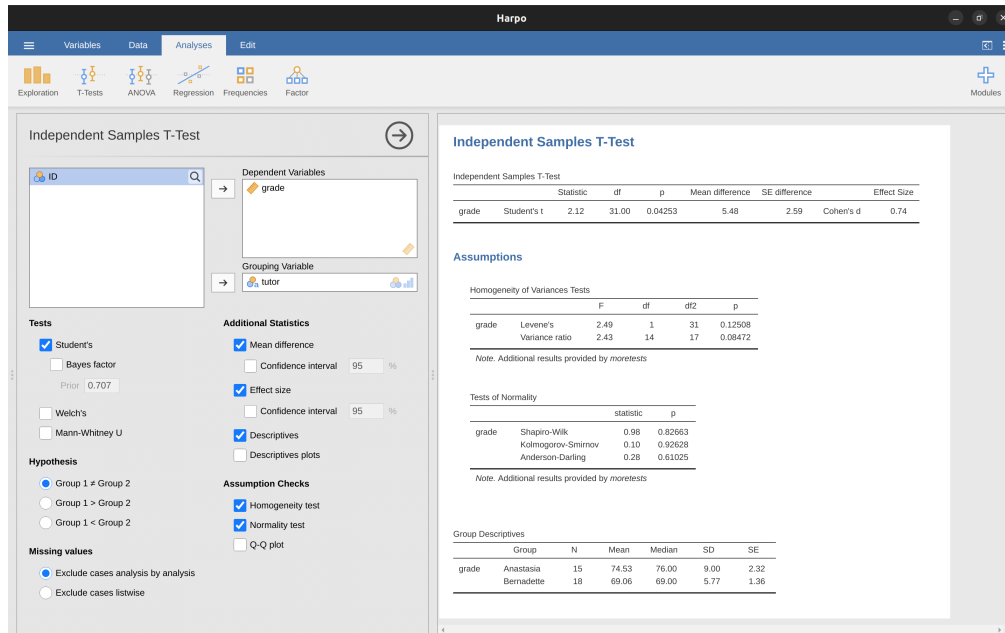 Harpo
Variables Data Analyses Edit
Exploration T-Tests ANOVA Regression Frequencies Factor Modules
Independent Samples T-Test
ID
Dependent Variables
grade
Grouping Variable
a tutor
Tests
Student's
Bayes factor
Prior 0.707
Welch's
Mann-Whitney U
Hypothesis
Group 1 ≠ Group 2
Group 1 > Group 2
Group 1 < Group 2
Missing values
Exclude cases analysis by analysis
Exclude cases listwise
Additional Statistics
Mean difference
Confidence interval 95 %
Effect size
Confidence interval 95 %
Descriptives
Descriptives plots
Assumption Checks
Homogeneity test
Normality test
Q-Q plot
Independent Samples T-Test
Independent Samples T-Test
Statistic df p Mean difference SE difference Effect Size
grade Student's t 2.12 31.00 0.04253 5.48 2.59 Cohen's d 0.74
Assumptions
Homogeneity of Variances Tests
F df df2 p
grade Levene's 2.49 1 31 0.12508
Variance ratio 2.43 14 17 0.08472
Note. Additional results provided by moretests
Tests of Normality
statistic p
grade Shapiro-Wilk 0.98 0.82663
Kolmogorov-Smirnov 0.10 0.92628
Anderson-Darling 0.28 0.61025
Note. Additional results provided by moretests
Group Descriptives
Group N Mean Median SD SE
grade Anastasia 15 74.53 76.00 9.00 2.32
Bernadette 18 69.06 69.00 5.77 1.36